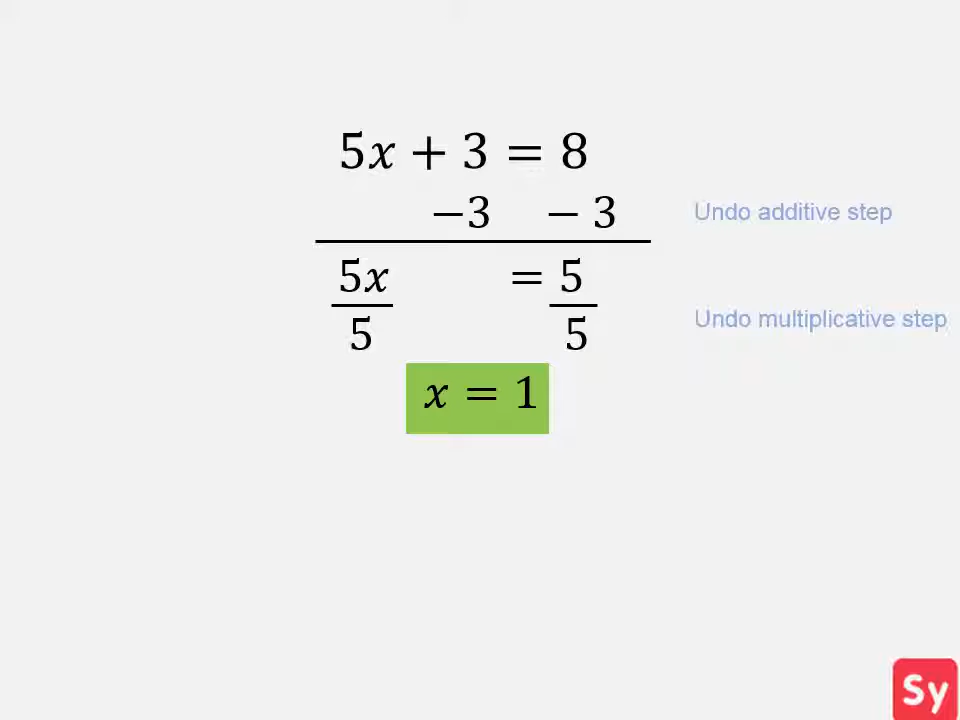 5x + 3 = 8
−3 − 3 Undo additive step
5x = 5
5 5 Undo multiplicative step
x = 1
Sy